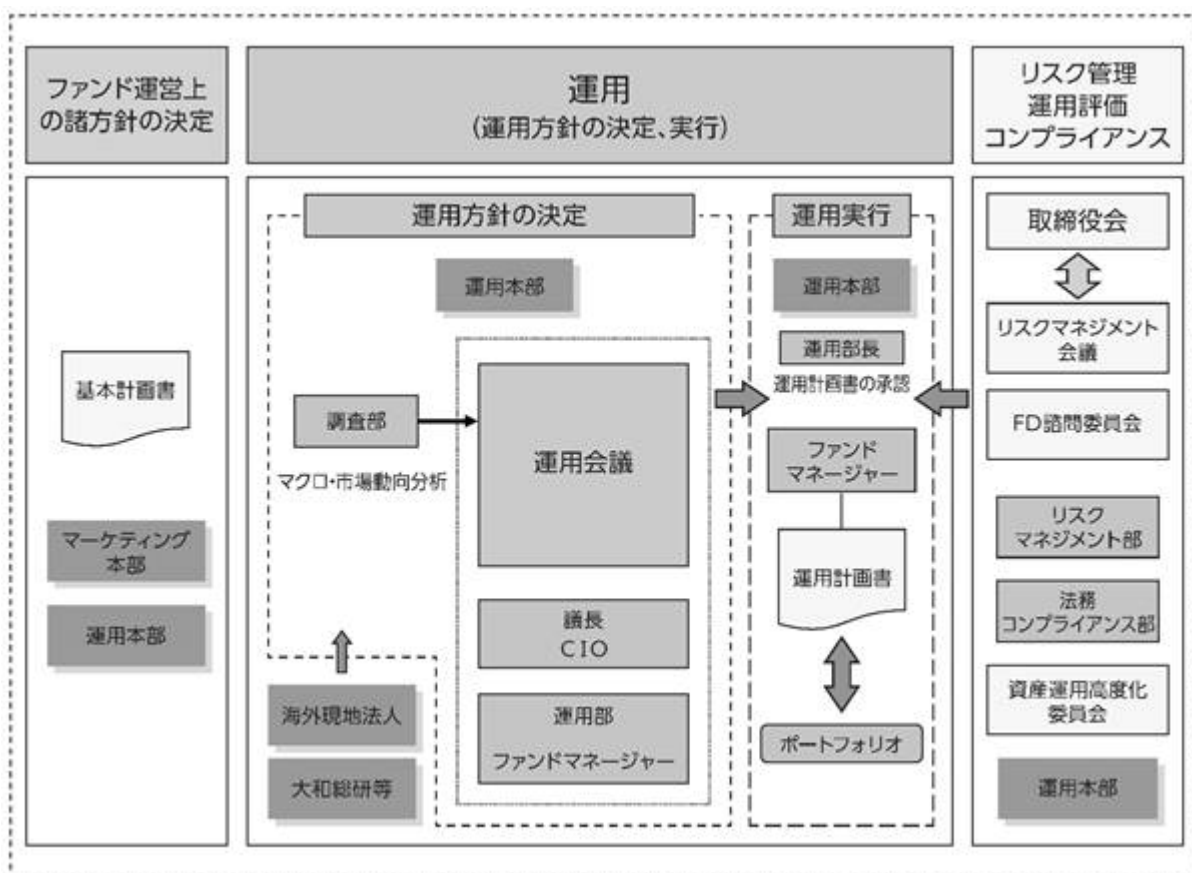 ファンド運営上
の諸方針の決定
運用
(運用方針の決定、実行)
リスク管理
運用評価
コンプライアンス
基本計画書
マーケティング
本部
運用本部
運用方針の決定
運用本部
調査部
マクロ・市場動向分析
運用会議
議長
CIO
運用部
ファンドマネージャー
海外現地法人
大和総研等
運用実行
運用本部
運用部長
運用計画書の承認
ファンド
マネージャー
運用計画書
ポートフォリオ
取締役会
リスクマネジメント
会議
FD諮問委員会
リスク
マネジメント部
法務
コンプライアンス部
資産運用高度化
委員会
運用本部